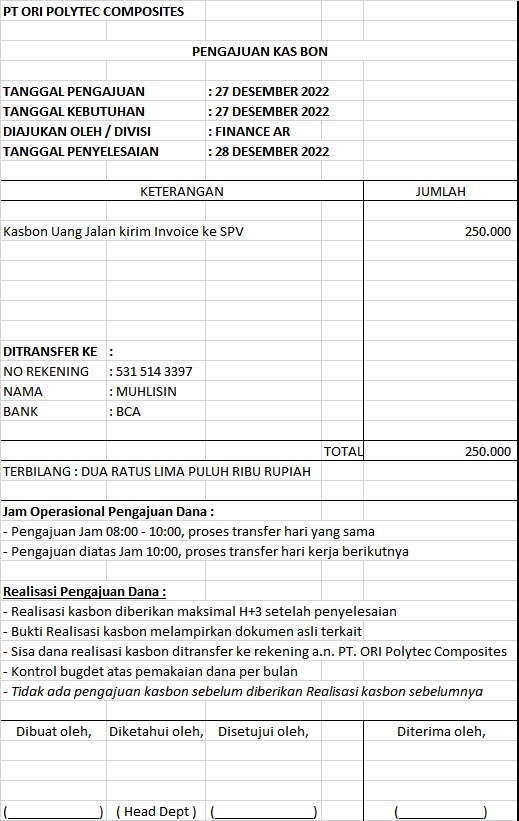 PT ORI POLYTEC COMPOSITES
PENGAJUAN KAS BON
TANGGAL PENGAJUAN : 27 DESEMBER 2022
TANGGAL KEBUTUHAN : 27 DESEMBER 2022
DIAJUKAN OLEH / DIVISI : FINANCE AR
TANGGAL PENYELESAIAN : 28 DESEMBER 2022
KETERANGAN JUMLAH
Kasbon Uang Jalan kirim Invoice ke SPV 250.000
DITRANSFER KE :
NO REKENING : 531 514 3397
NAMA : MUHLISIN
BANK : BCA
TOTAL 250.000
TERBILANG : DUA RATUS LIMA PULUH RIBU RUPIAH
Jam Operasional Pengajuan Dana :
- Pengajuan Jam 08:00 - 10:00, proses transfer hari yang sama
- Pengajuan diatas Jam 10:00, proses transfer hari kerja berikutnya
Realisasi Pengajuan Dana :
- Realisasi kasbon diberikan maksimal H+3 setelah penyelesaian
- Bukti Realisasi kasbon melampirkan dokumen asli terkait
- Sisa dana realisasi kasbon ditransfer ke rekening a.n. PT. ORI Polytec Composites
- Kontrol bugdet atas pemakaian dana per bulan
- Tidak ada pengajuan kasbon sebelum diberikan Realisasi kasbon sebelumnya
Dibuat oleh, Diketahui oleh, Disetujui oleh, Diterima oleh,
(______________) ( Head Dept ) (______________) (____________)